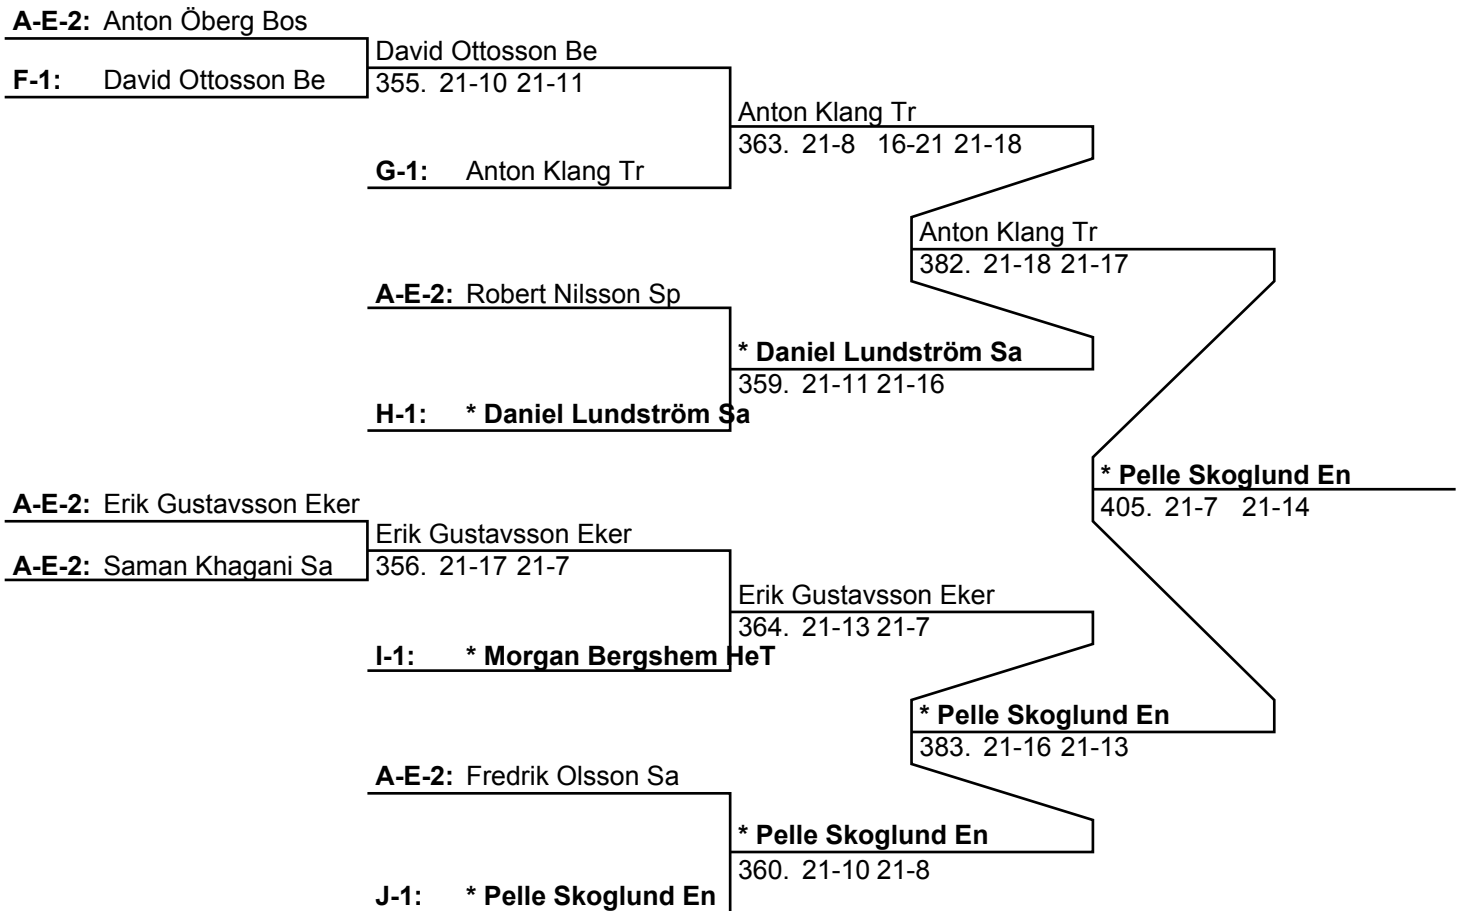 A-E-2: Anton Öberg Bos
David Ottosson Be
F-1: David Ottosson Be
355. 21-10 21-11
Anton Klang Tr
363. 21-8 16-21 21-18
G-1: Anton Klang Tr
Anton Klang Tr
382. 21-18 21-17
A-E-2: Robert Nilsson Sp
* Daniel Lundström Sa
359. 21-11 21-16
H-1: * Daniel Lundström Sa
* Pelle Skoglund En
405. 21-7 21-14
A-E-2: Erik Gustavsson Eker
Erik Gustavsson Eker
A-E-2: Saman Khagani Sa
356. 21-17 21-7
Erik Gustavsson Eker
364. 21-13 21-7
I-1: * Morgan Bergshem HeT
* Pelle Skoglund En
383. 21-16 21-13
A-E-2: Fredrik Olsson Sa
* Pelle Skoglund En
360. 21-10 21-8
J-1: * Pelle Skoglund En